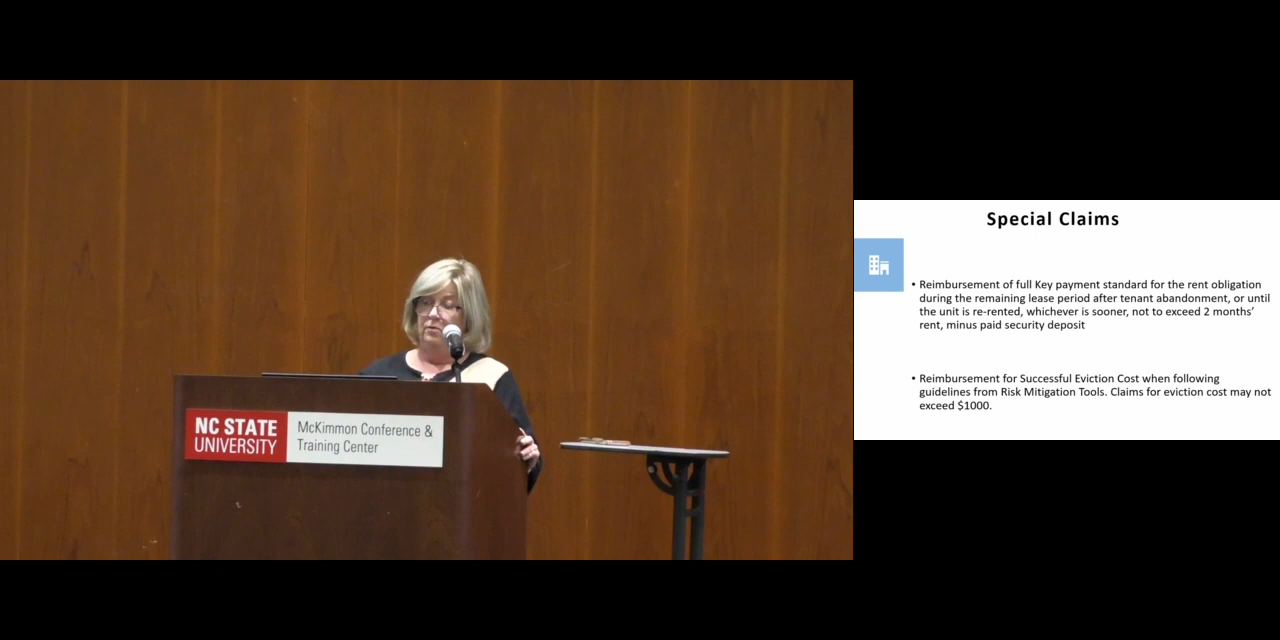 NC STATE
UNIVERSITY
McKimmon Conference &
Training Center
Special Claims
• Reimbursement of full Key payment standard for the rent obligation
during the remaining lease period after tenant abandonment, or until
the unit is re-rented, whichever is sooner, not to exceed 2 months’
rent, minus paid security deposit
• Reimbursement for Successful Eviction Cost when following
guidelines from Risk Mitigation Tools. Claims for eviction cost may not
exceed $1000.